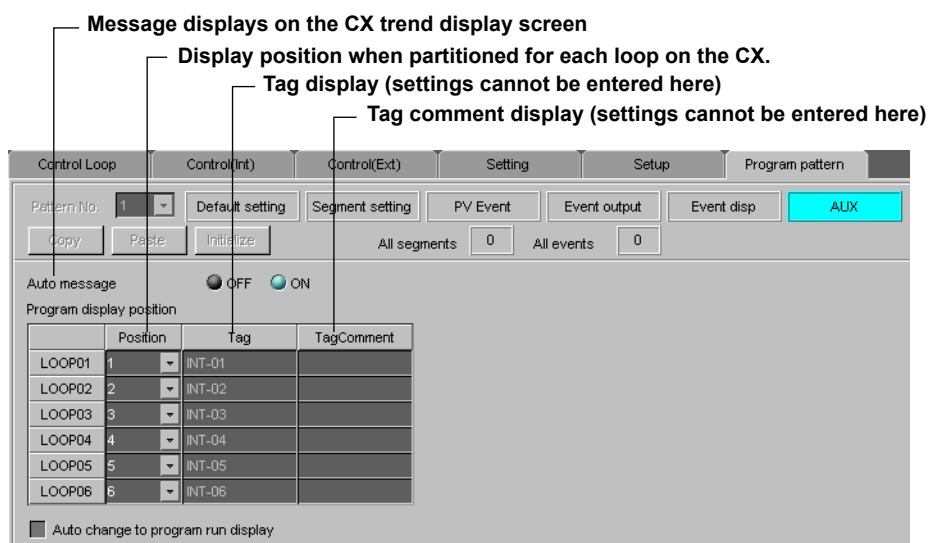 Message displays on the CX trend display screen
Display position when partitioned for each loop on the CX.
Tag display (settings cannot be entered here)
Tag comment display (settings cannot be entered here)
Control Loop Control(Int) Control(Ext) Setting Setup Program pattern
Pattern No. 1 Default setting Segment setting PV Event Event output Event disp AUX
Copy Paste Initialize All segments 0 All events 0
Auto message OFF ON
Program display position
Position Tag TagComment
LOOP01 1 INT-01
LOOP02 2 INT-02
LOOP03 3 INT-03
LOOP04 4 INT-04
LOOP05 5 INT-05
LOOP06 6 INT-06
Auto change to program run display